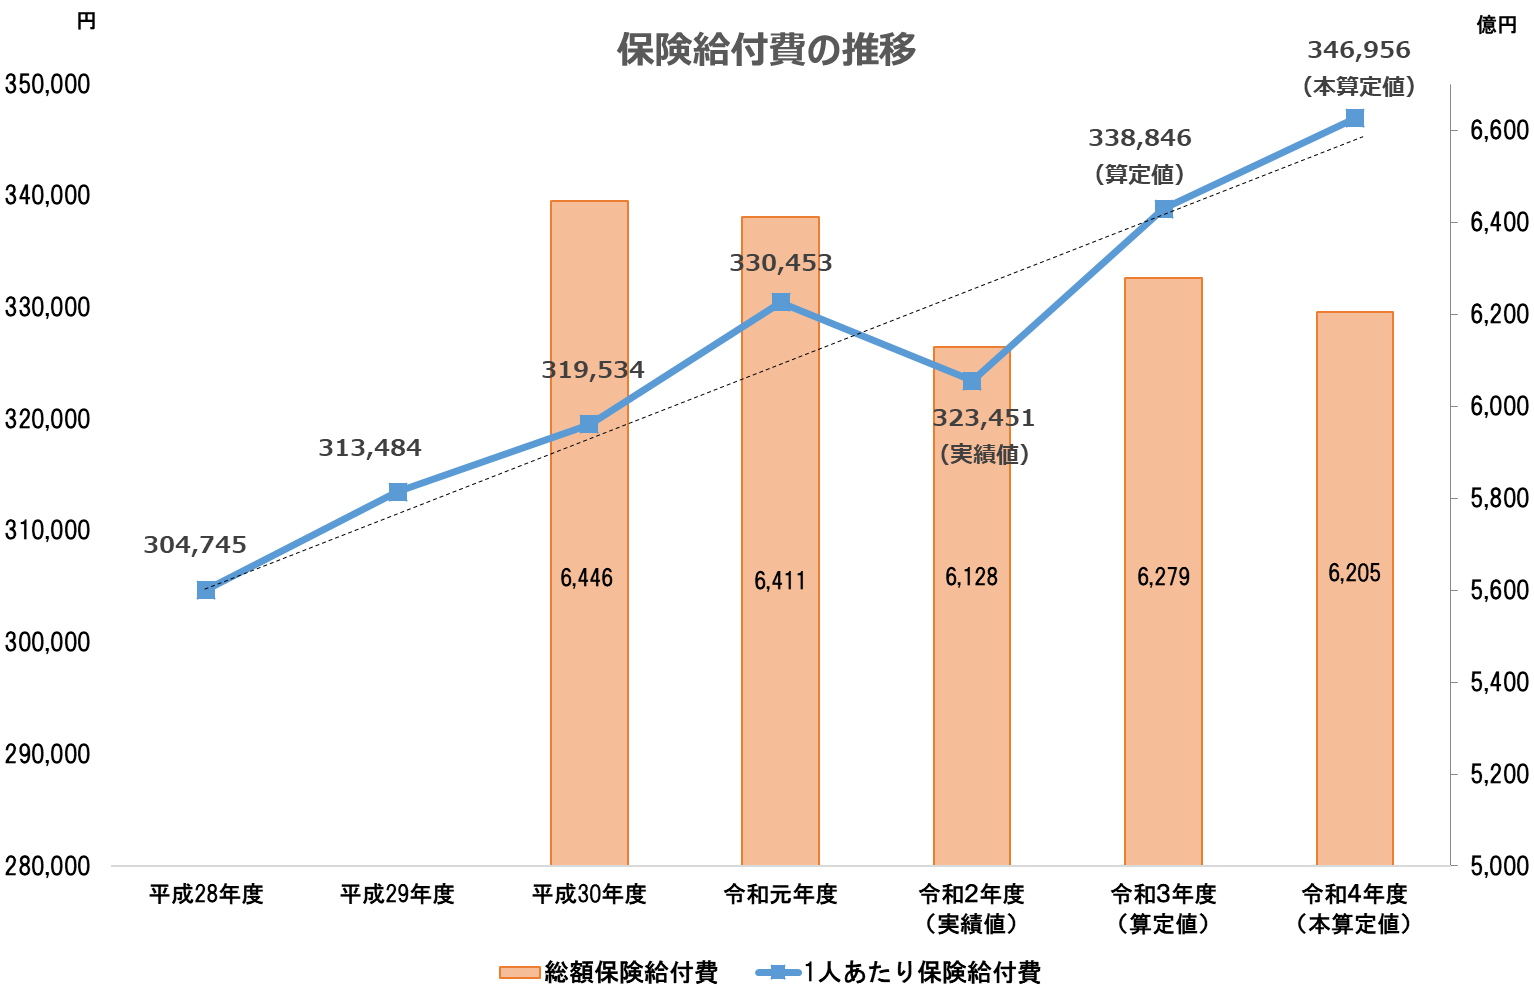 円
億円
保険給付費の推移
346,956
（本算定値）
350,000
6,600
338,846
（算定値）
340,000
6,400
330,453
330,000
6,200
319,534
320,000
6,000
323,451
（実績値）
313,484
5,800
310,000
304,745
6,446
6,411
6,128
6,279
6,205
5,600
300,000
5,400
290,000
5,200
280,000
5,000
平成28年度
平成29年度
平成30年度
令和元年度
令和2年度
（実績値）
令和3年度
（算定値）
令和4年度
（本算定値）
総額保険給付費
1人あたり保険給付費